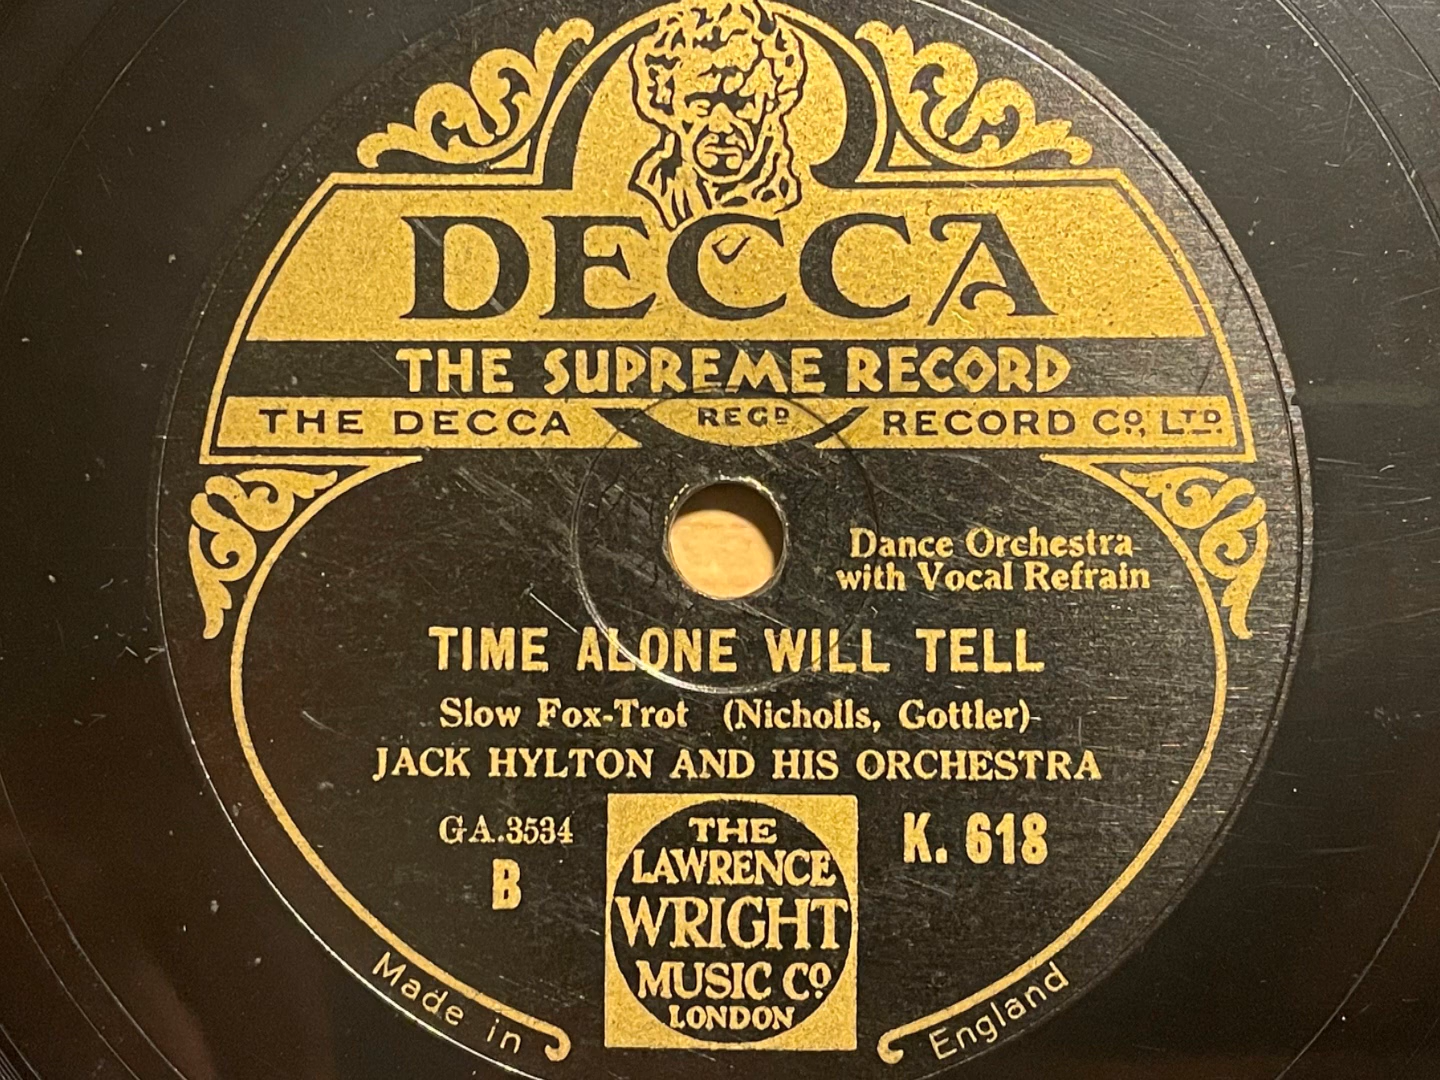 DECCA
THE SUPREME RECORD
THE DECCA REGD RECORD CO., LTD.
Dance Orchestra
with Vocal Refrain
TIME ALONE WILL TELL
Slow Fox-Trot (Nicholls, Gottler)
JACK HYLTON AND HIS ORCHESTRA
GA.3534
B
K. 618
THE
LAWRENCE
WRIGHT
MUSIC CO.
LONDON
Made in England